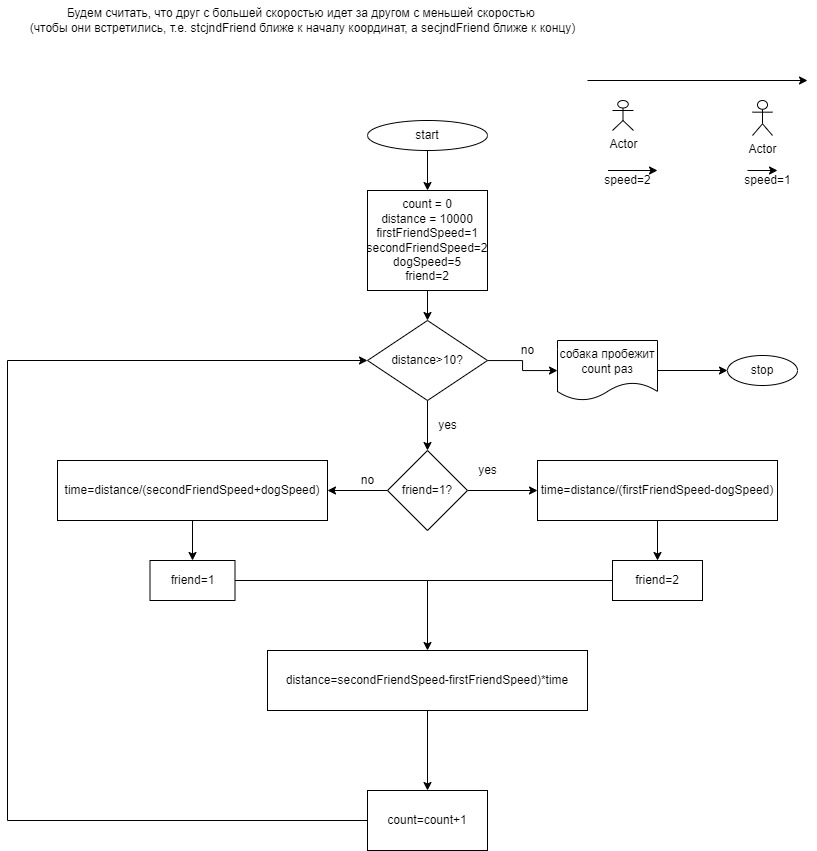 Будем считать, что друг с большей скоростью идет за другом с меньшей скоростью
(чтобы они встретились, т.е. stcjndFriend ближе к началу координат, а secjndFriend ближе к концу)
Actor
Actor
speed=2
speed=1
start
count = 0
distance = 10000
firstFriendSpeed=1
secondFriendSpeed=2
dogSpeed=5
friend=2
distance>10?
no
собака пробежит
count раз
stop
yes
time=distance/(secondFriendSpeed+dogSpeed)
no
friend=1?
yes
time=distance/(firstFriendSpeed-dogSpeed)
friend=1
friend=2
distance=secondFriendSpeed-firstFriendSpeed)*time
count=count+1